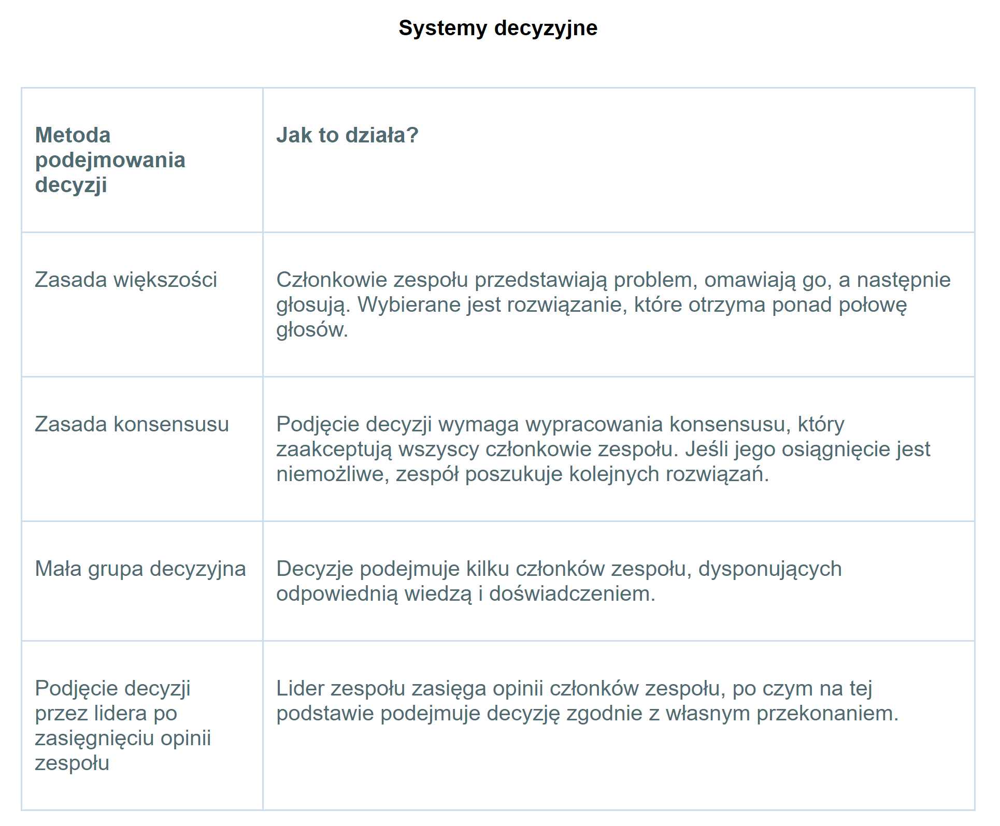 Systemy decyzyjne
Metoda
podejmowania
decyzji
Jak to działa?
Zasada większości
Członkowie zespołu przedstawiają problem, omawiają go, a następnie
głosują. Wybierane jest rozwiązanie, które otrzyma ponad połowę
głosów.
Zasada konsensusu
Podjęcie decyzji wymaga wypracowania konsensusu, który
zaakceptują wszyscy członkowie zespołu. Jeśli jego osiągnięcie jest
niemożliwe, zespół poszukuje kolejnych rozwiązań.
Mała grupa decyzyjna
Decyzje podejmuje kilku członków zespołu, dysponujących
odpowiednią wiedzą i doświadczeniem.
Podjęcie decyzji
przez lidera po
zasięgnięciu opinii
zespołu
Lider zespołu zasięga opinii członków zespołu, po czym na tej
podstawie podejmuje decyzję zgodnie z własnym przekonaniem.